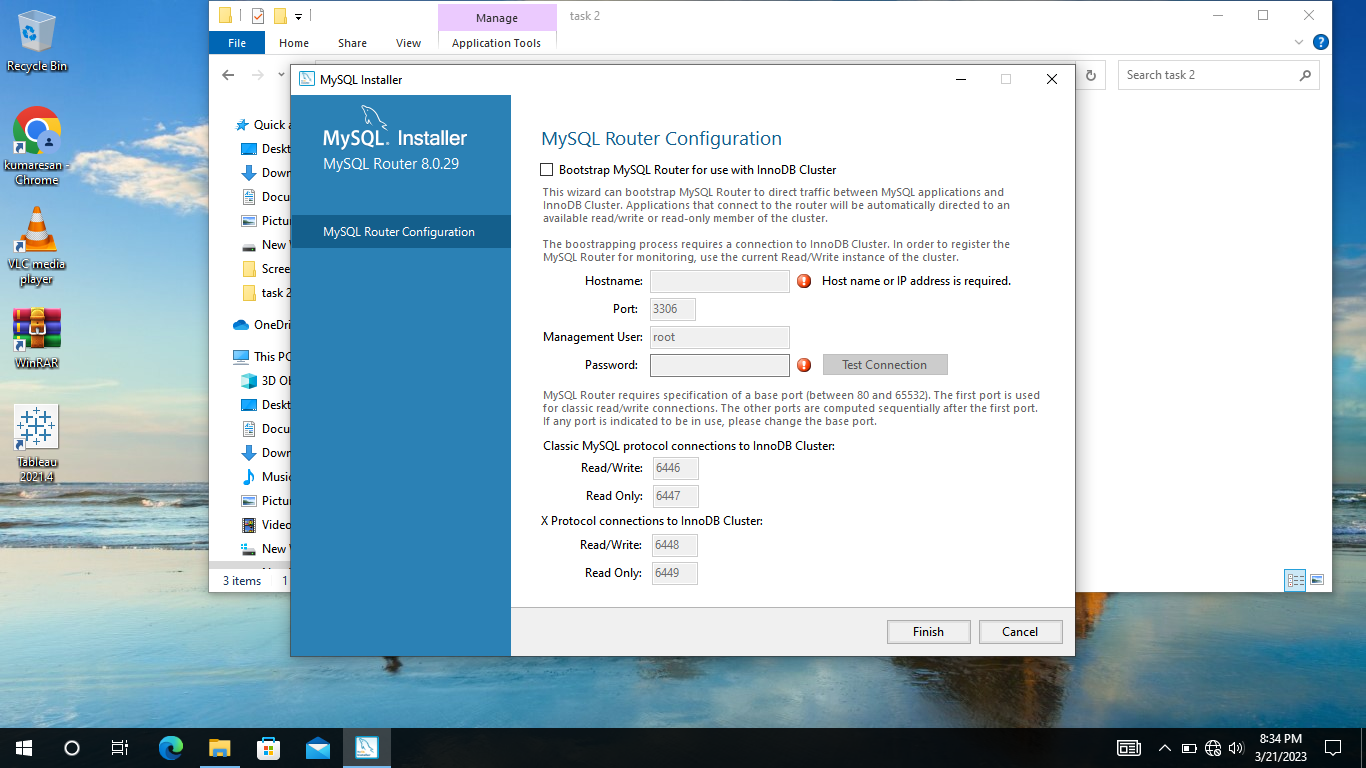 Recycle Bin
kumaresan - Chrome
VLC media player
WinRAR
Tableau 2021.4
Manage
task 2
File
Home
Share
View
Application Tools
Search task 2
Quick a
Deskt
Down
Docu
Pictur
New
Scree
task 2
OneDri
This PC
3D Ob
Deskt
Docu
Down
Music
Pictur
Video
New
3 items
1
MySQL Installer
MySQL Installer
MySQL Router 8.0.29
MySQL Router Configuration
MySQL Router Configuration
Bootstrap MySQL Router for use with InnoDB Cluster
This wizard can bootstrap MySQL Router to direct traffic between MySQL applications and
InnoDB Cluster. Applications that connect to the router will be automatically directed to an
available read/write or read-only member of the cluster.
The boostrapping process requires a connection to InnoDB Cluster. In order to register the
MySQL Router for monitoring, use the current Read/Write instance of the cluster.
Hostname:
Host name or IP address is required.
Port: 3306
Management User: root
Password:
Test Connection
MySQL Router requires specification of a base port (between 80 and 65532). The first port is used
for classic read/write connections. The other ports are computed sequentially after the first port.
If any port is indicated to be in use, please change the base port.
Classic MySQL protocol connections to InnoDB Cluster:
Read/Write: 6446
Read Only: 6447
X Protocol connections to InnoDB Cluster:
Read/Write: 6448
Read Only: 6449
Finish
Cancel
8:34 PM
3/21/2023